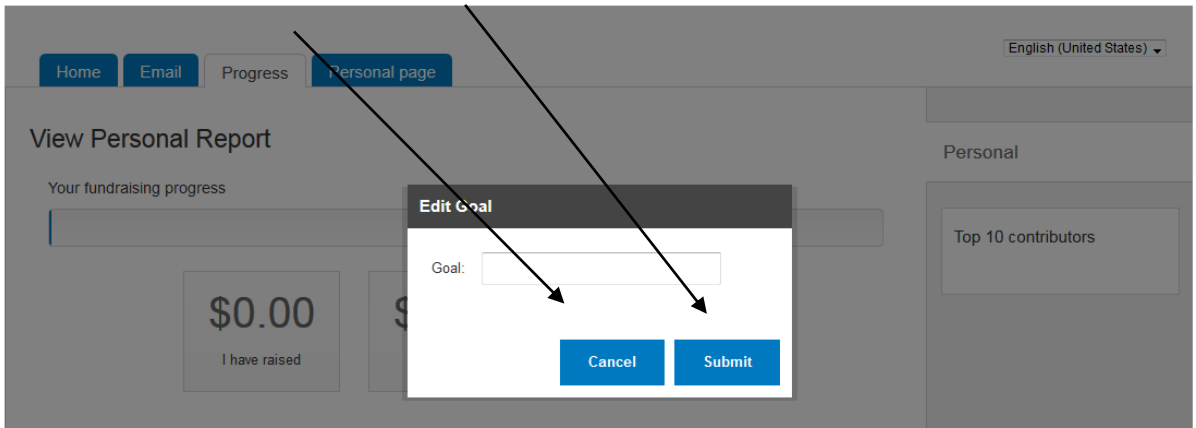 English (United States)
Home Email Progress Personal page
View Personal Report
Personal
Your fundraising progress
Edit Goal
Top 10 contributors
Goal:
$0.00
$
I have raised
Cancel Submit